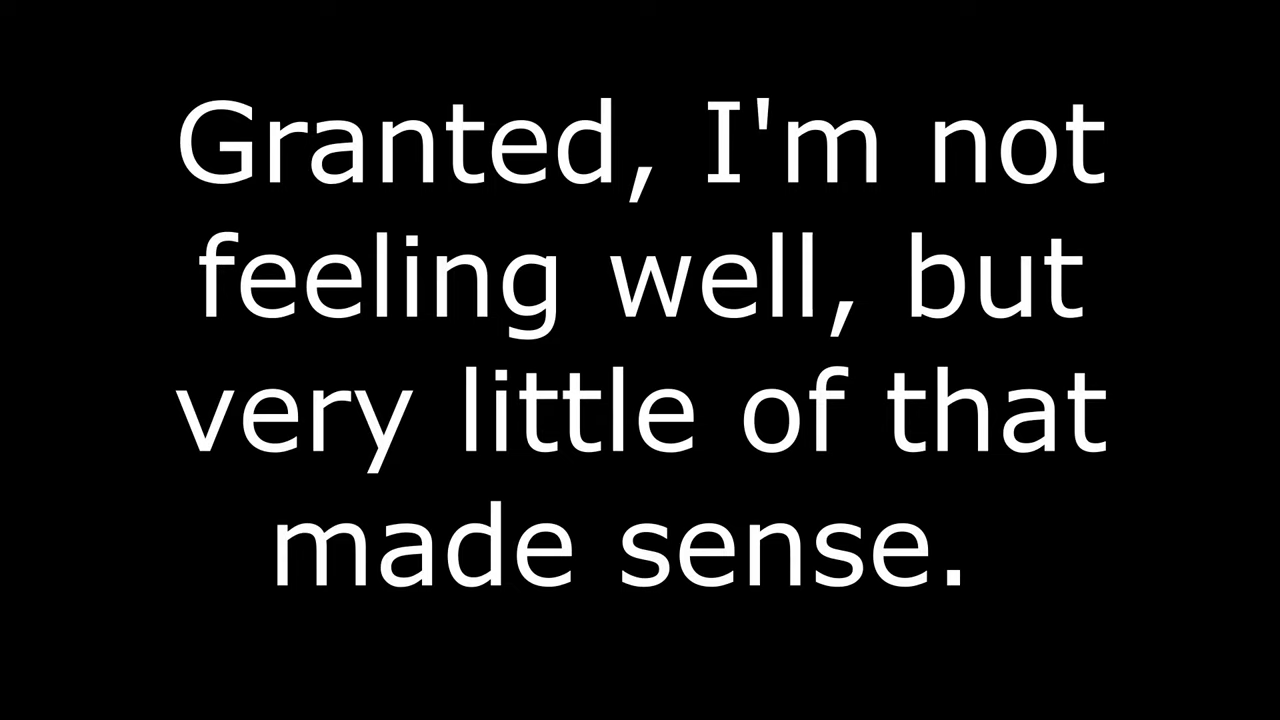 Granted, I'm not
feeling well, but
very little of that
made sense.